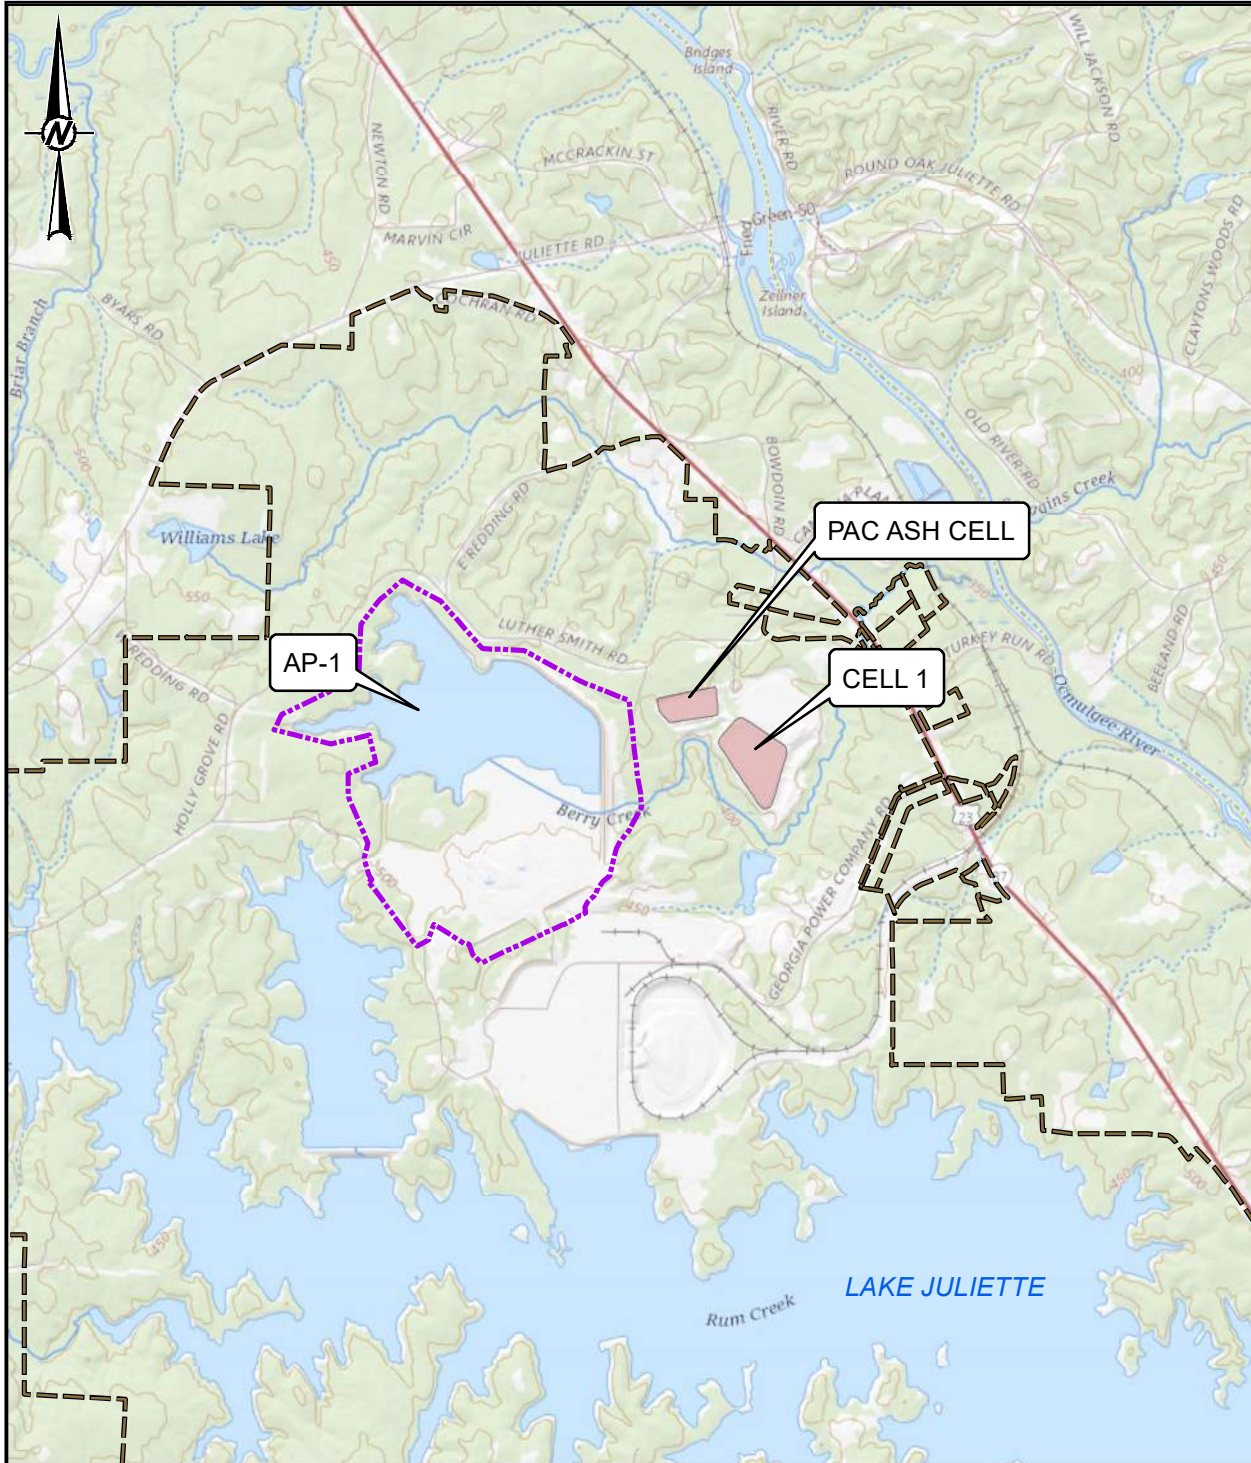 Bridges
Island
WILL JACKSON RD
RIVER RD
N
NEWTON RD
MCCRACKIN ST
ROUND OAK JULIETTE RD
CLAYTONS WOODS RD
Green-50
MARVIN CIR
JULIETTE RD
450
Zellner
Island
BYARS RD
COCHRAN RD
Briar Branch
400
OLD RIVER RD
BOWDOIN RD
500
E REDDING RD
PAC ASH CELL
Williams Lake
450
550
350
LUTHER SMITH RD
AP-1
TURKEY RUN RD
BEELAND RD
REDDING RD
CELL 1
Ocmulgee River
HOLLY GROVE RD
Berry Creek
400
23
500
87
450
GEORGIA POWER COMPANY RD
450
500
450
LAKE JULIETTE
Rum Creek